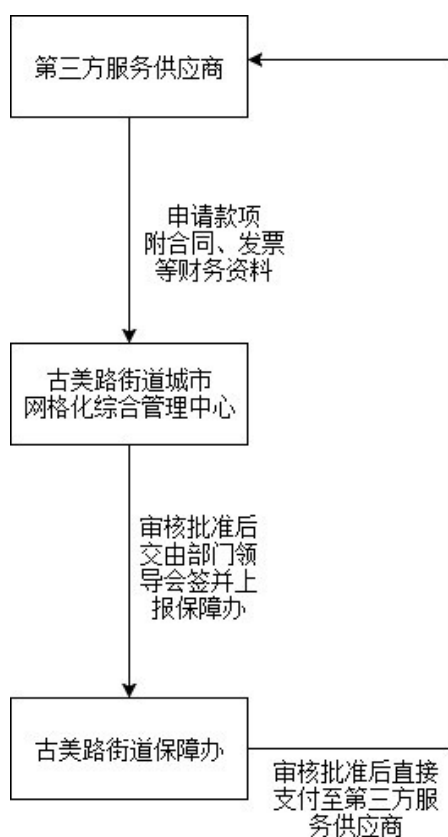 第三方服务供应商
申请款项
附合同、发票
等财务资料
古美路街道城市
网格化综合管理中心
审核批准后
交由部门领
导会签并上
报保障办
古美路街道保障办
审核批准后直接
支付至第三方服
务供应商